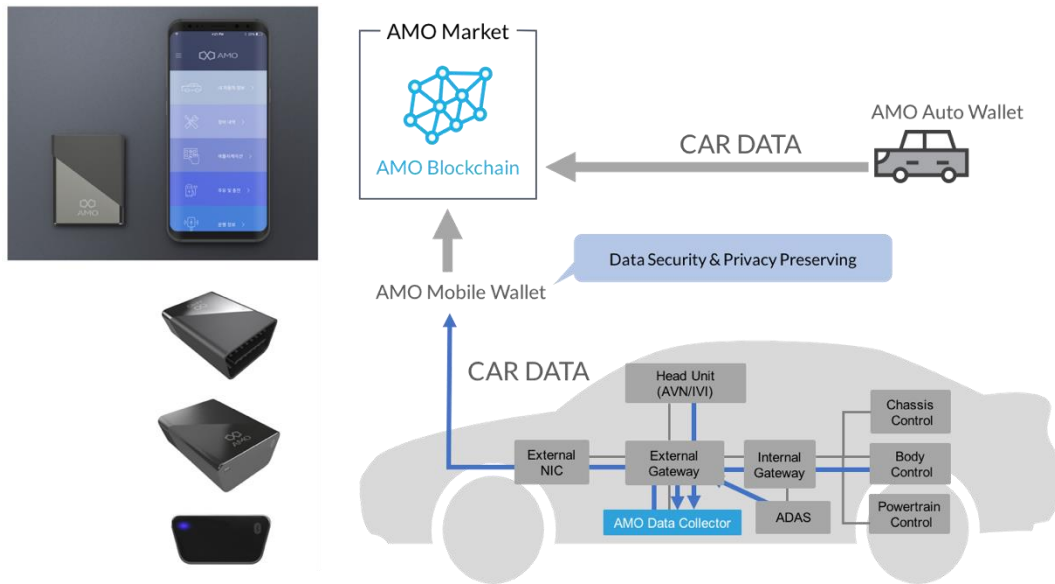 AMO
AMO
AMO
AMO Market
AMO Blockchain
CAR DATA
AMO Auto Wallet
Data Security & Privacy Preserving
AMO Mobile Wallet
CAR DATA
Head Unit
(AVN/IVI)
Chassis
Control
External
NIC
External
Gateway
Internal
Gateway
Body
Control
AMO Data Collector
ADAS
Powertrain
Control